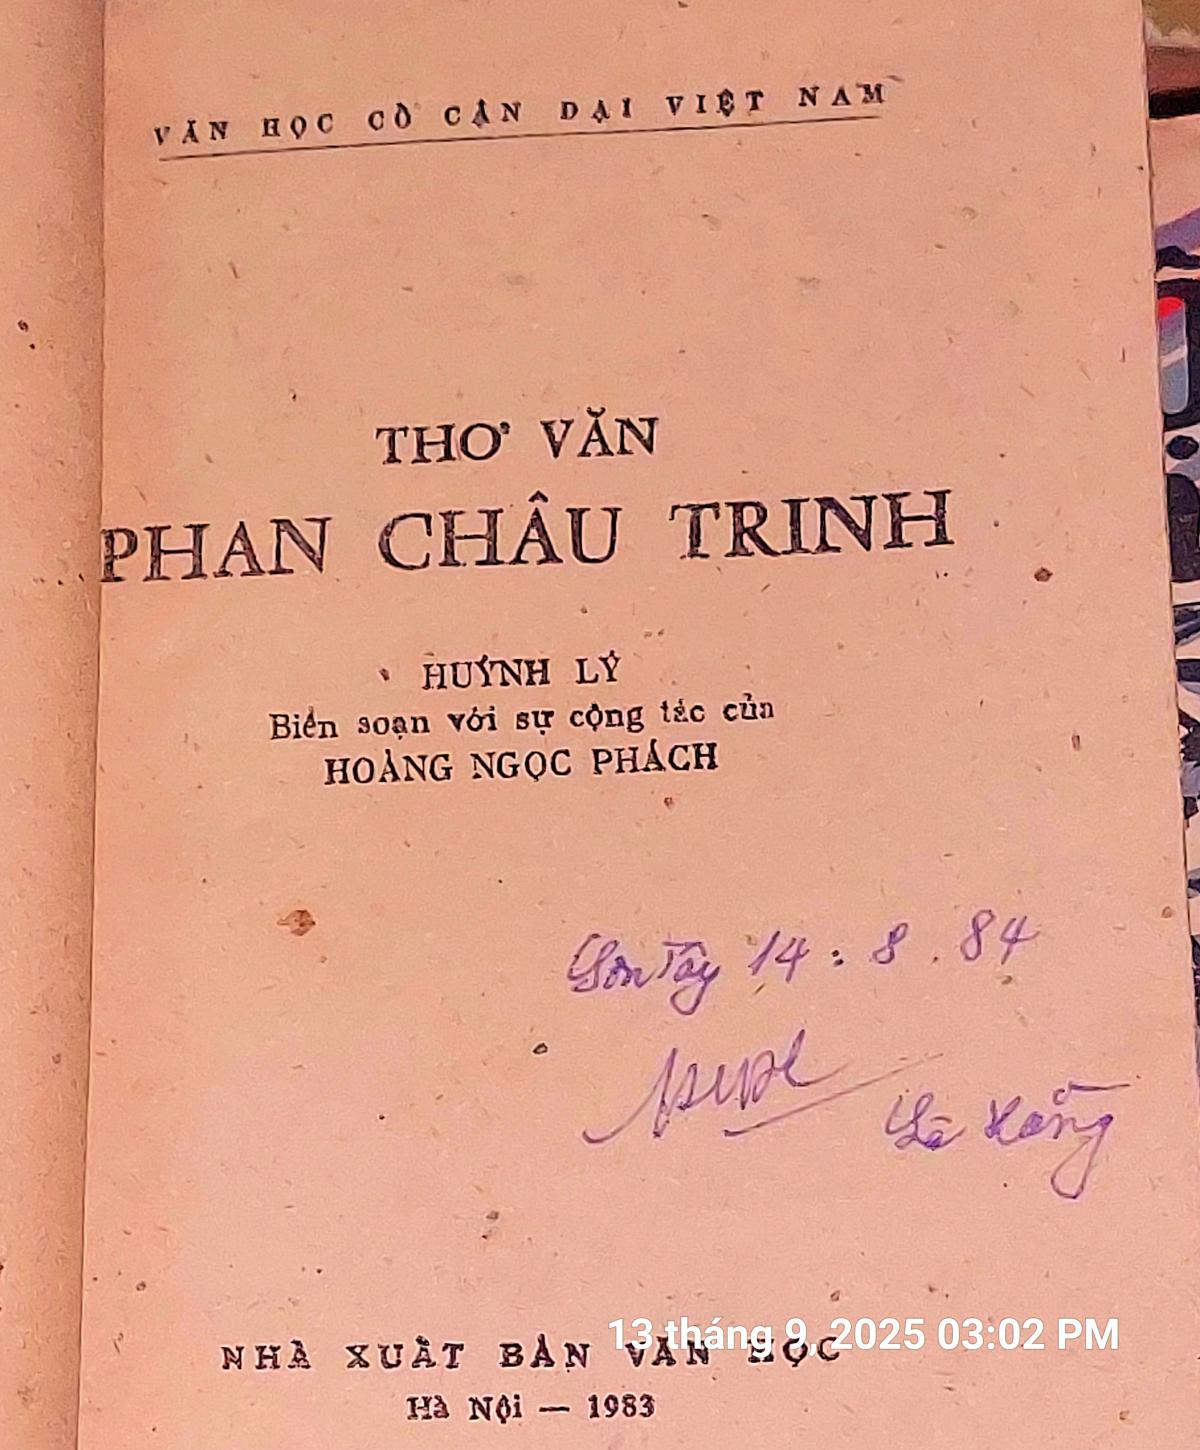 VĂN HỌC CỔ CẬN DẠI VIỆT NAM
THƠ VĂN
PHAN CHÂU TRINH
HUỲNH LÝ
Biên soạn với sự cộng tác của
HOÀNG NGỌC PHÁCH
Sơn Tây 14 : 8 . 84
Lê
NHÀ XUẤT BẢN VĂN HỌC
Hà Nội — 1983
13 tháng 9, 2025 03:02 PM